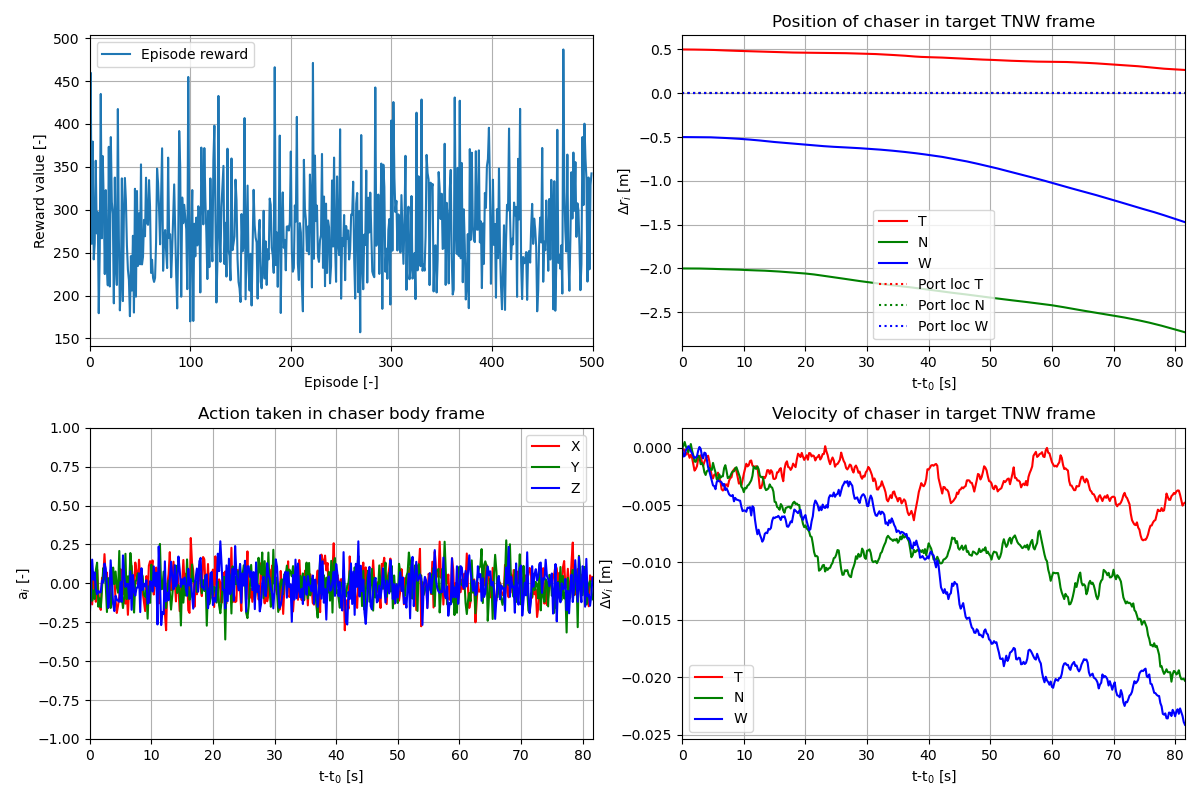 Episode reward
Reward value [-]
500
450
400
350
300
250
200
150
0
100
200
300
400
500
Episode [-]
Position of chaser in target TNW frame
Δrᵢ [m]
0.5
0.0
−0.5
−1.0
−1.5
−2.0
−2.5
T
N
W
Port loc T
Port loc N
Port loc W
0
10
20
30
40
50
60
70
80
t-t₀ [s]
Action taken in chaser body frame
aᵢ [-]
1.00
0.75
0.50
0.25
0.00
−0.25
−0.50
−0.75
−1.00
X
Y
Z
0
10
20
30
40
50
60
70
80
t-t₀ [s]
Velocity of chaser in target TNW frame
Δvᵢ [m]
0.000
−0.005
−0.010
−0.015
−0.020
−0.025
T
N
W
0
10
20
30
40
50
60
70
80
t-t₀ [s]